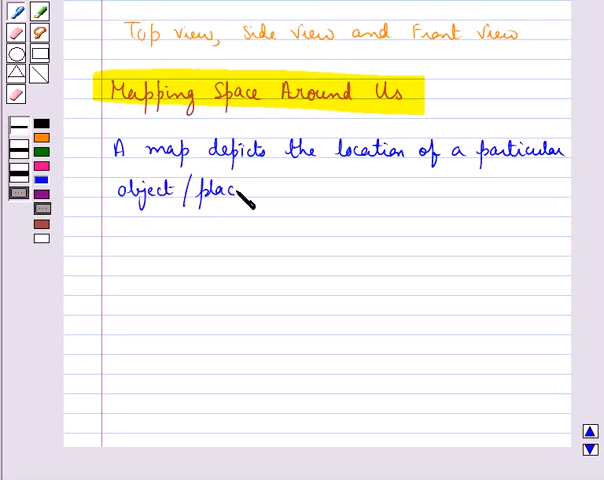 Top view, Side View and Front View
Mapping Space Around Us
A map depicts the location of a particular
object / plac